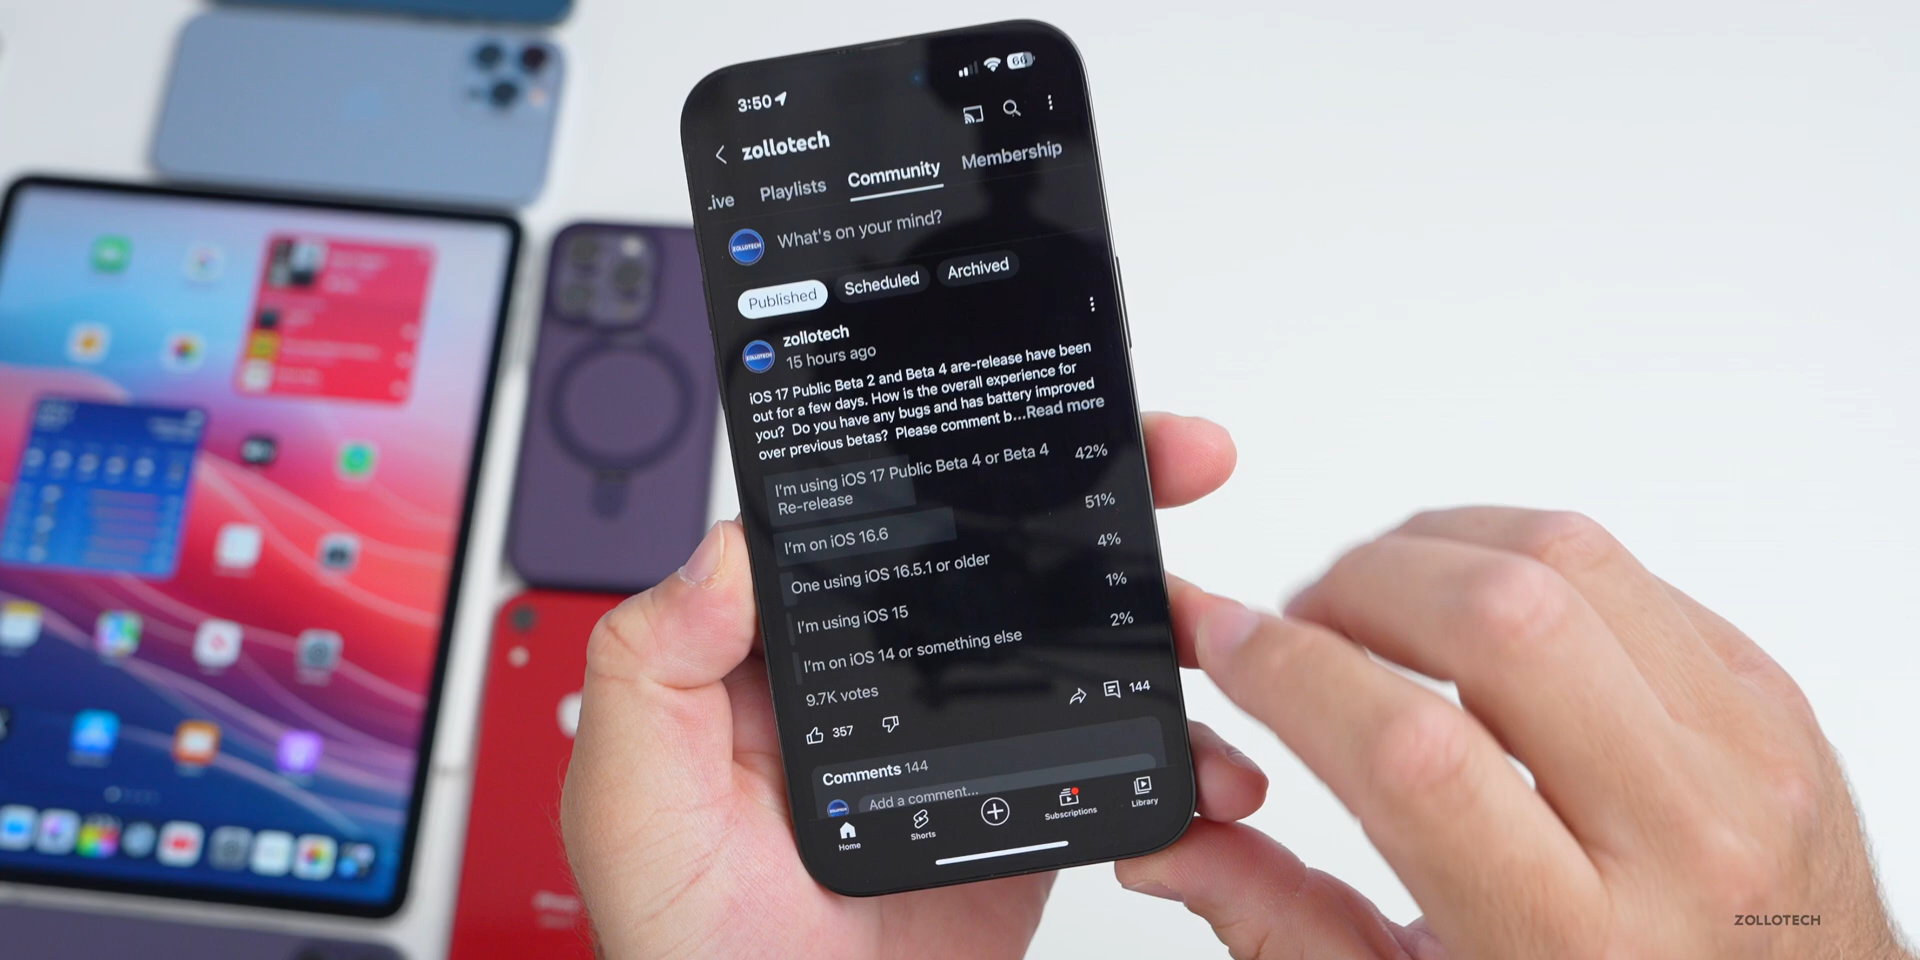 3:50
66
zollotech
.ive
Playlists
Community
Membership
ZOLLOTECH
What's on your mind?
Published
Scheduled
Archived
zollotech
ZOLLOTECH
15 hours ago
iOS 17 Public Beta 2 and Beta 4 are-release have been
out for a few days. How is the overall experience for
you?  Do you have any bugs and has battery improved
over previous betas?  Please comment b...Read more
I'm using iOS 17 Public Beta 4 or Beta 4
Re-release
42%
I'm on iOS 16.6
51%
One using iOS 16.5.1 or older
4%
I'm using iOS 15
1%
I'm on iOS 14 or something else
2%
9.7K votes
357
144
Comments 144
Add a comment...
Home
Shorts
Subscriptions
Library
ZOLLOTECH